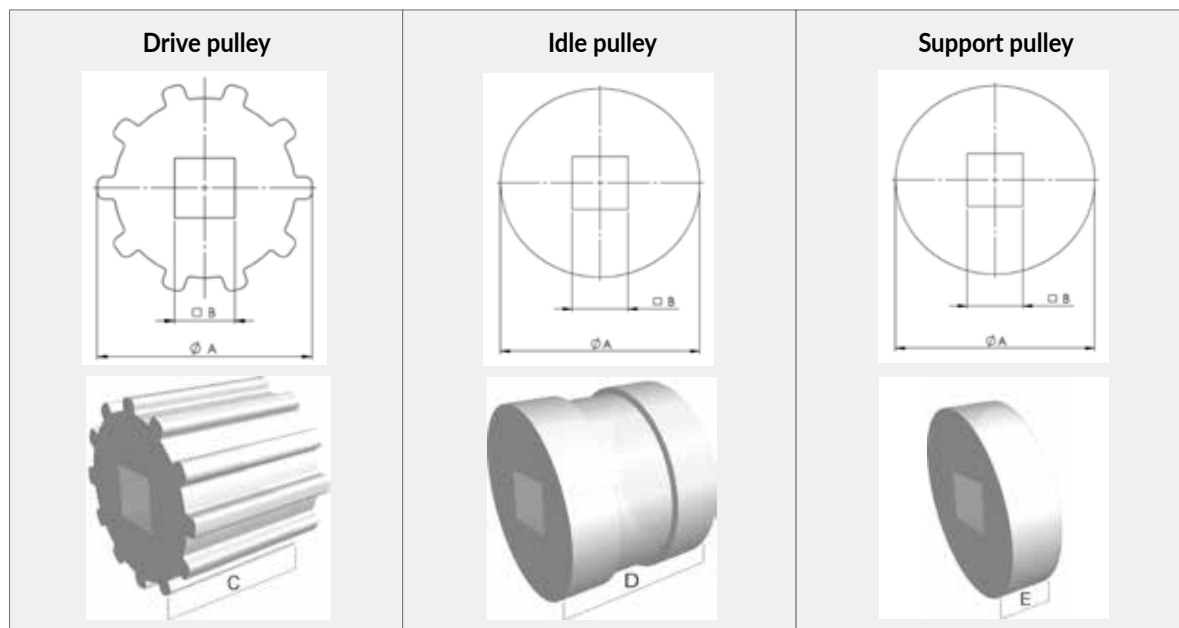 Drive pulley
□ B
Ø A
C
Idle pulley
□ B
ØA
D
Support pulley
□ B
ØA
E